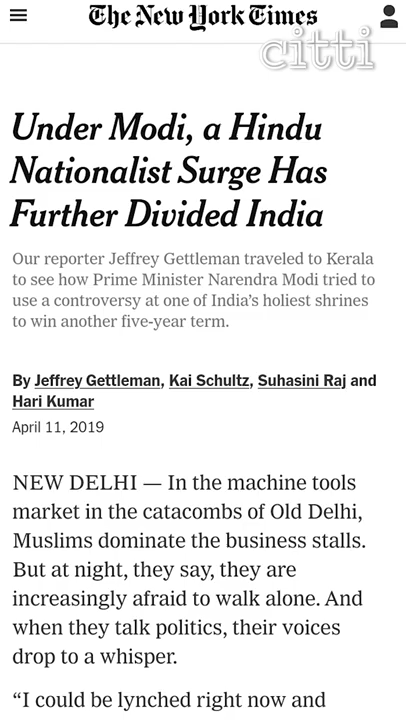 The New York Times
citti
Under Modi, a Hindu
Nationalist Surge Has
Further Divided India
Our reporter Jeffrey Gettleman traveled to Kerala
to see how Prime Minister Narendra Modi tried to
use a controversy at one of India’s holiest shrines
to win another five-year term.
By Jeffrey Gettleman, Kai Schultz, Suhasini Raj and
Hari Kumar
April 11, 2019
NEW DELHI — In the machine tools
market in the catacombs of Old Delhi,
Muslims dominate the business stalls.
But at night, they say, they are
increasingly afraid to walk alone. And
when they talk politics, their voices
drop to a whisper.
“I could be lynched right now and